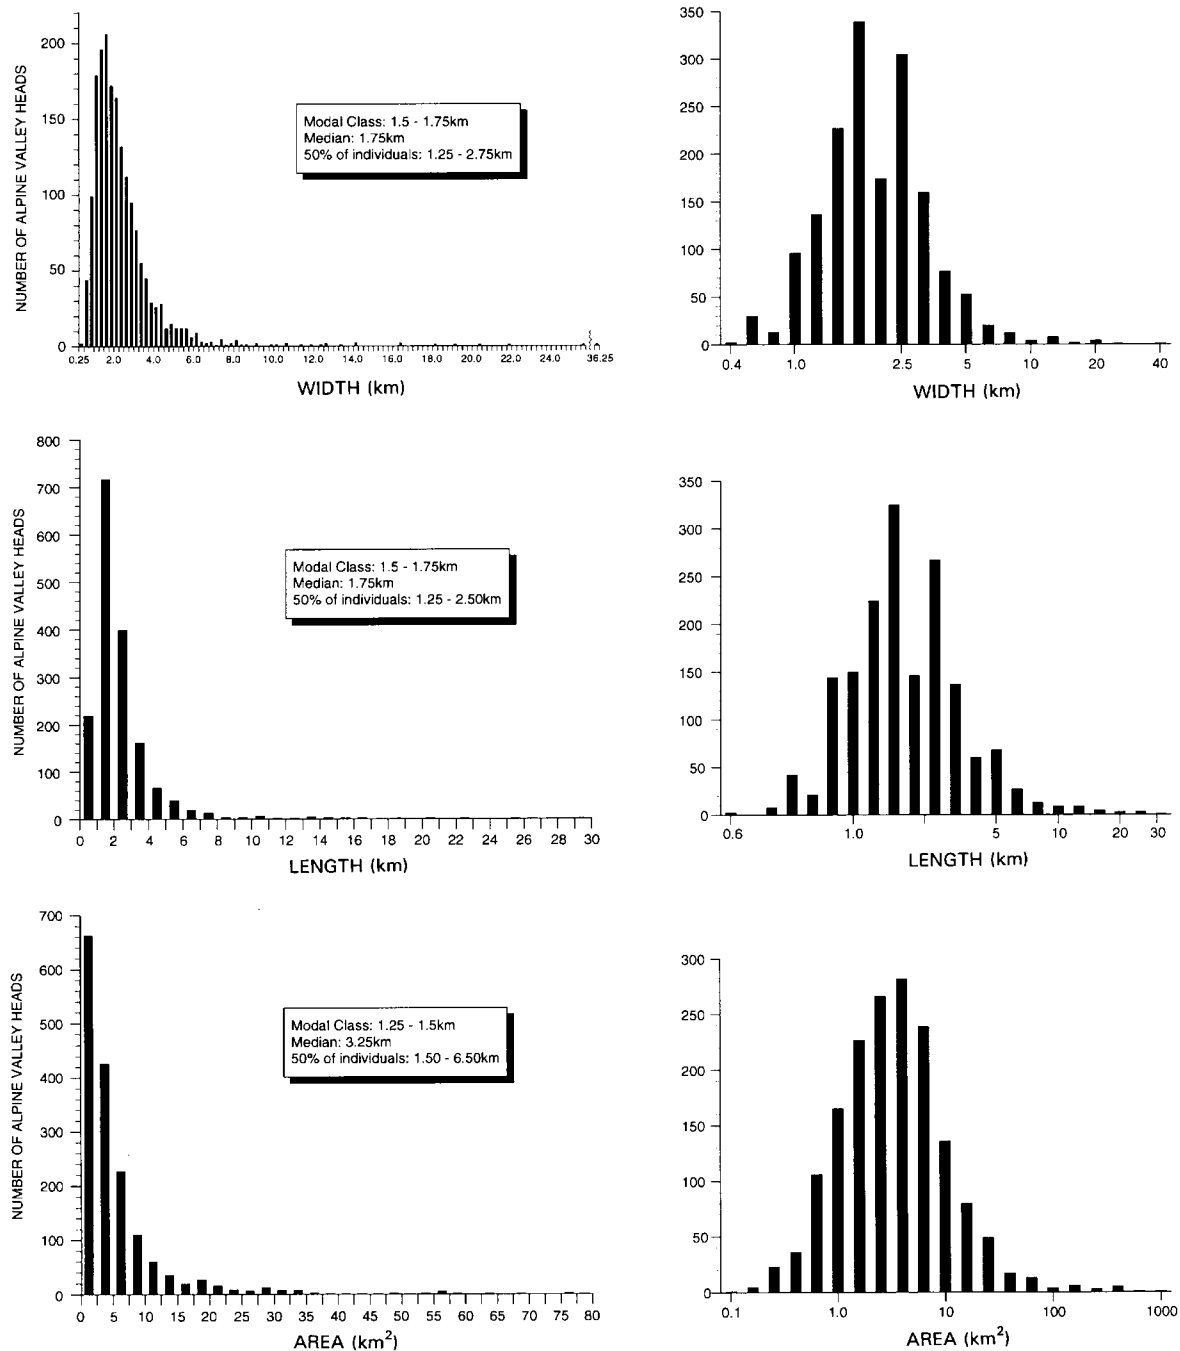 NUMBER OF ALPINE VALLEY HEADS
200
150
100
50
0
0.25 2.0 4.0 6.0 8.0 10.0 12.0 14.0 16.0 18.0 20.0 22.0 24.0 36.25
WIDTH (km)
Modal Class: 1.5 - 1.75km
Median: 1.75km
50% of individuals: 1.25 - 2.75km
350
300
250
200
150
100
50
0
0.4 1.0 2.5 5 10 20 40
WIDTH (km)
NUMBER OF ALPINE VALLEY HEADS
800
700
600
500
400
300
200
100
0
0 2 4 6 8 10 12 14 16 18 20 22 24 26 28 30
LENGTH (km)
Modal Class: 1.5 - 1.75km
Median: 1.75km
50% of individuals: 1.25 - 2.50km
350
300
250
200
150
100
50
0
0.6 1.0 5 10 20 30
LENGTH (km)
NUMBER OF ALPINE VALLEY HEADS
700
600
500
400
300
200
100
0
0 5 10 15 20 25 30 35 40 45 50 55 60 65 75 80
AREA (km²)
Modal Class: 1.25 - 1.5km
Median: 3.25km
50% of individuals: 1.50 - 6.50km
300
250
200
150
100
50
0
0.1 1.0 10 100 1000
AREA (km²)